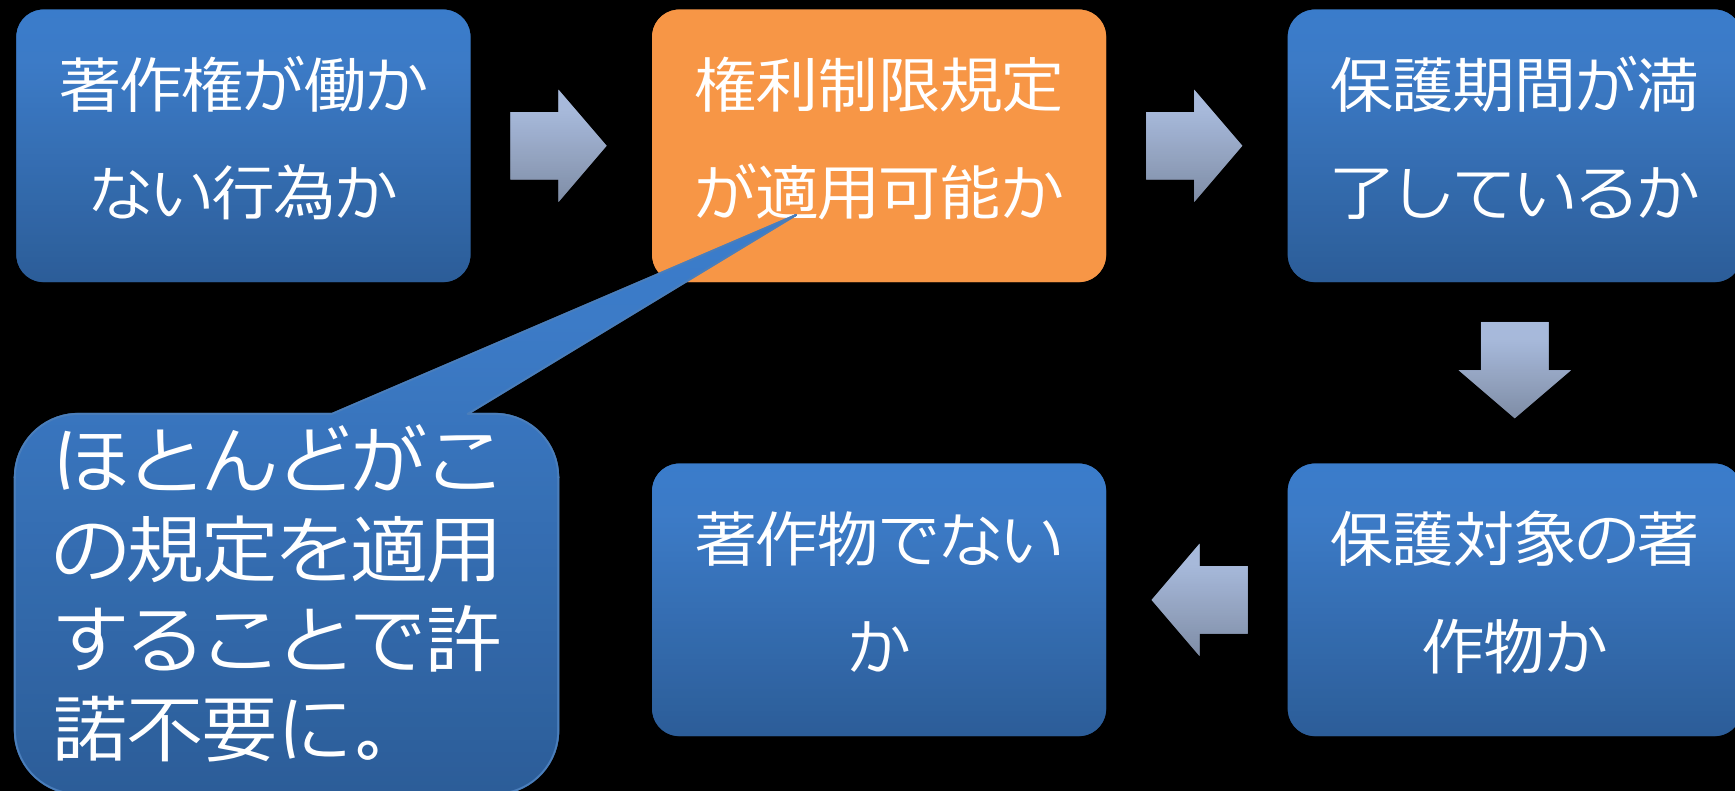 著作権が働か
ない行為か
権利制限規定
が適用可能か
保護期間が満
了しているか
保護対象の著
作物か
著作物でない
か
ほとんどがこ
の規定を適用
することで許
諾不要に。